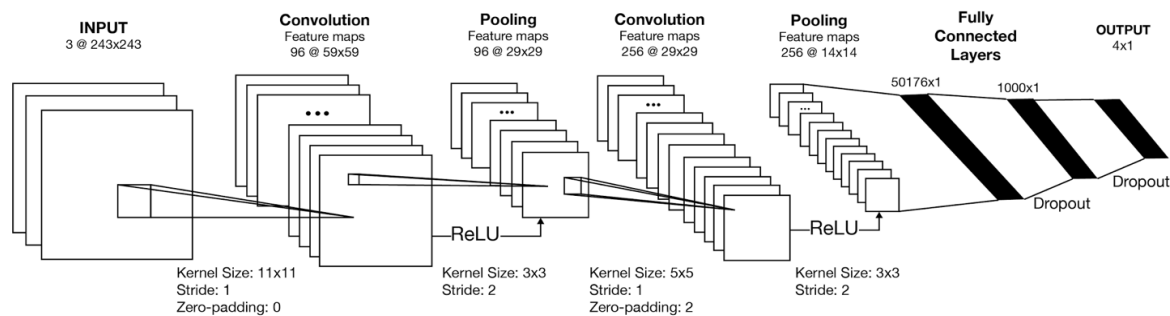 INPUT
3 @ 243x243
Convolution
Feature maps
96 @ 59x59
Pooling
Feature maps
96 @ 29x29
Convolution
Feature maps
256 @ 29x29
Pooling
Feature maps
256 @ 14x14
Fully
Connected
Layers
OUTPUT
4x1
50176x1
1000x1
Dropout
Dropout
ReLU
ReLU
Kernel Size: 11x11
Stride: 1
Zero-padding: 0
Kernel Size: 3x3
Stride: 2
Kernel Size: 5x5
Stride: 1
Zero-padding: 2
Kernel Size: 3x3
Stride: 2